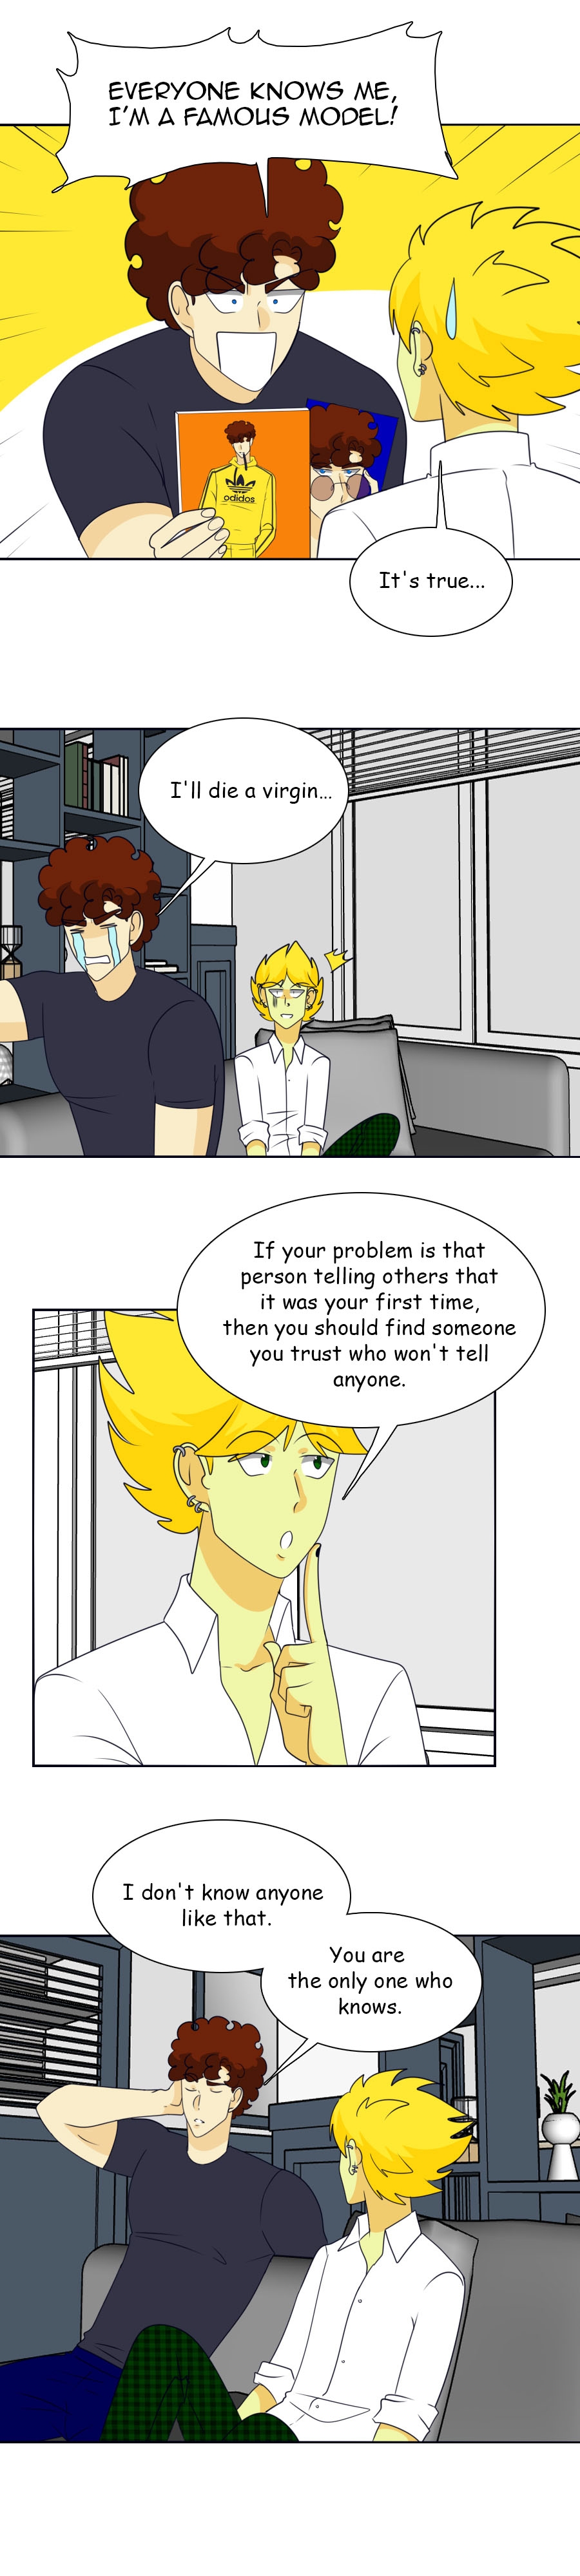 EVERYONE KNOWS ME,
I'M A FAMOUS MODEL!
odidos
It's true...
I'll die a virgin...
If your problem is that
person telling others that
it was your first time,
then you should find someone
you trust who won't tell
anyone.
I don't know anyone
like that.
You are
the only one who
knows.